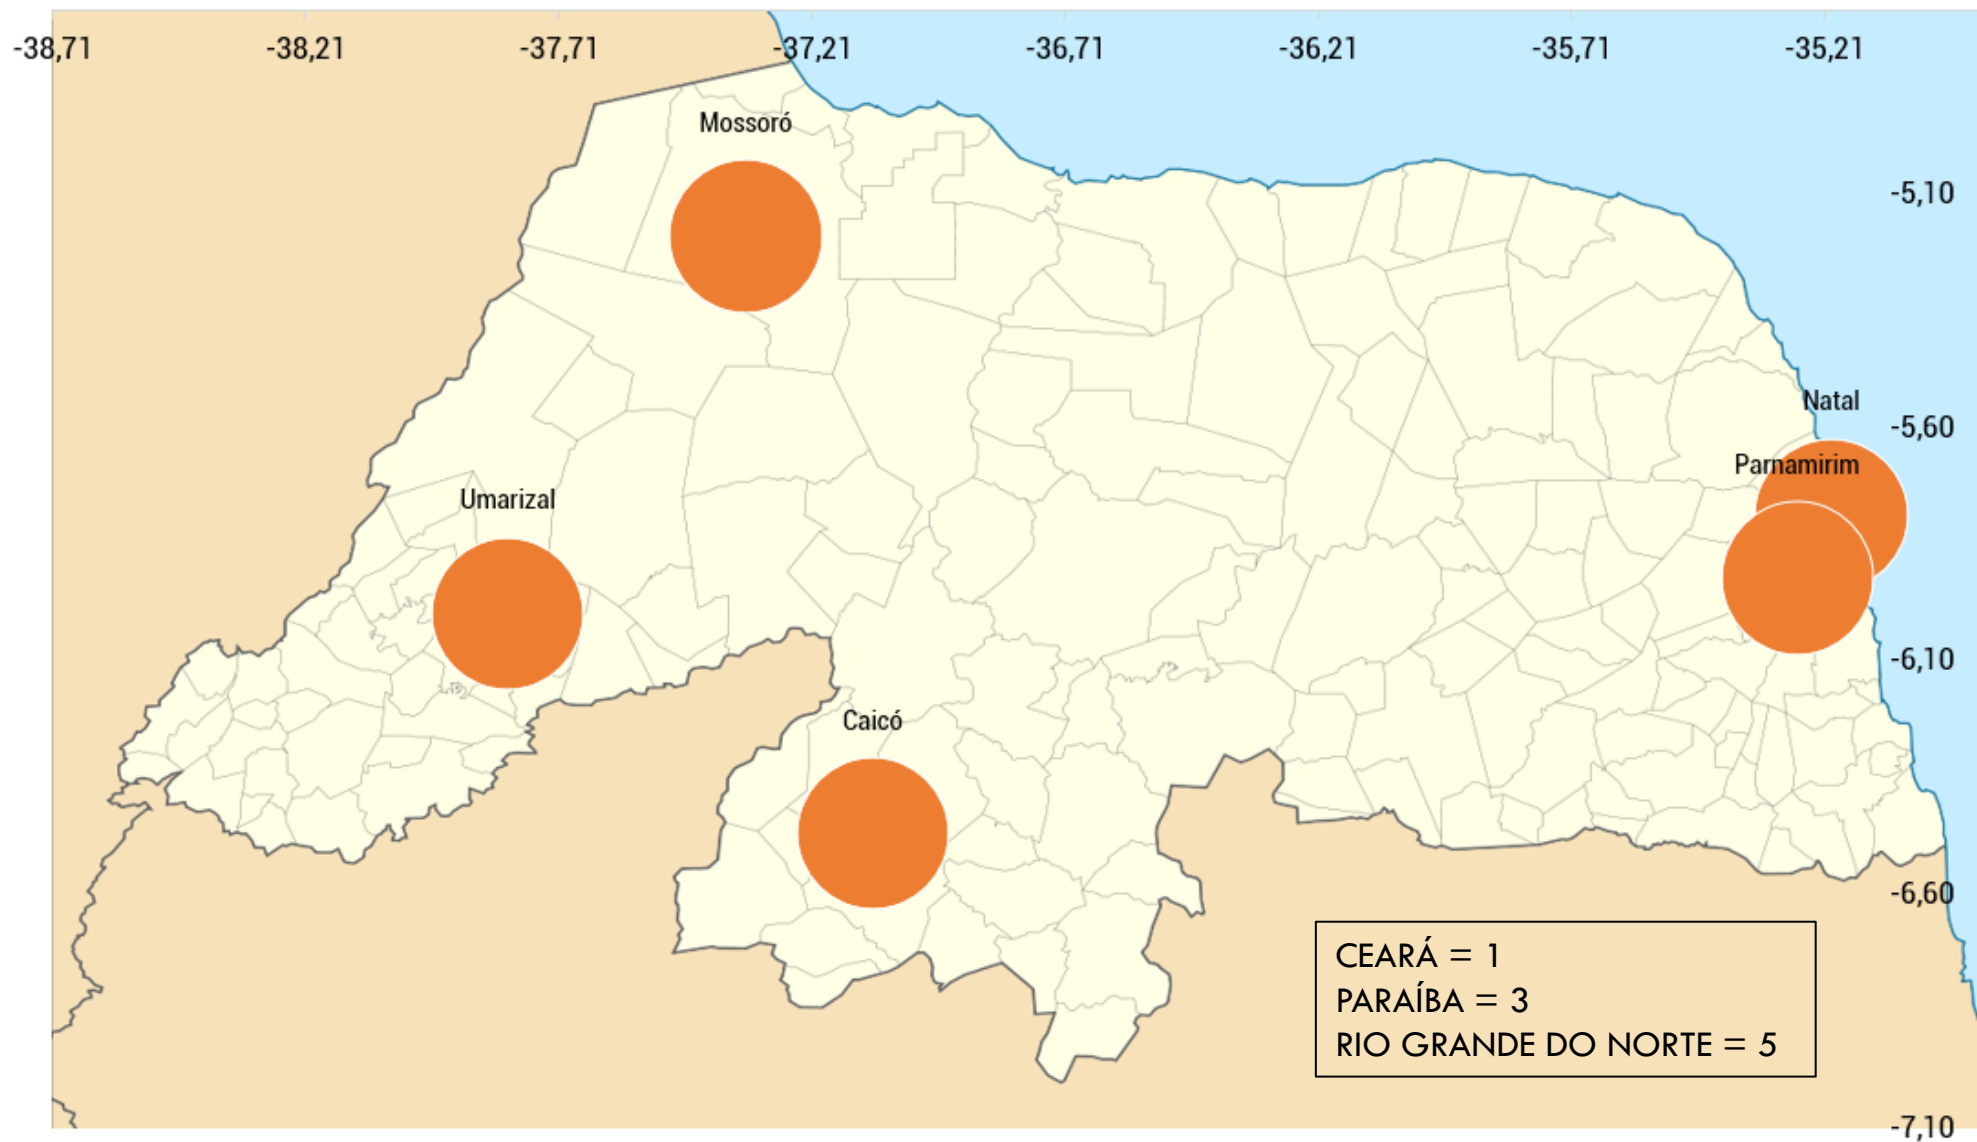 -38,71
-38,21
-37,71
-37,21
-36,71
-36,21
-35,71
-35,21
Mossoró
-5,10
Natal
-5,60
Parnamirim
Umarizal
-6,10
Caicó
-6,60
CEARÁ = 1
PARAÍBA = 3
RIO GRANDE DO NORTE = 5
-7,10